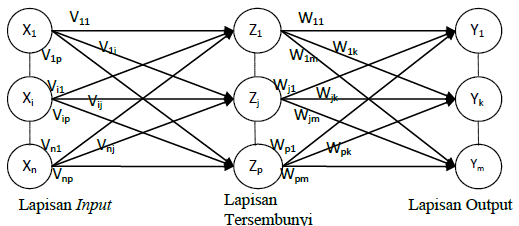 X1 V11 Z1 W11 Y1
V1p V1j W1m W1k
Xi Vi1 Vij Zj Wj1 Wjk Yk
Vip Wjm
Xn Vn1 Vnj Zp Wp1 Wpk Ym
Vnp Wpm
Lapisan Input Lapisan Tersembunyi Lapisan Output